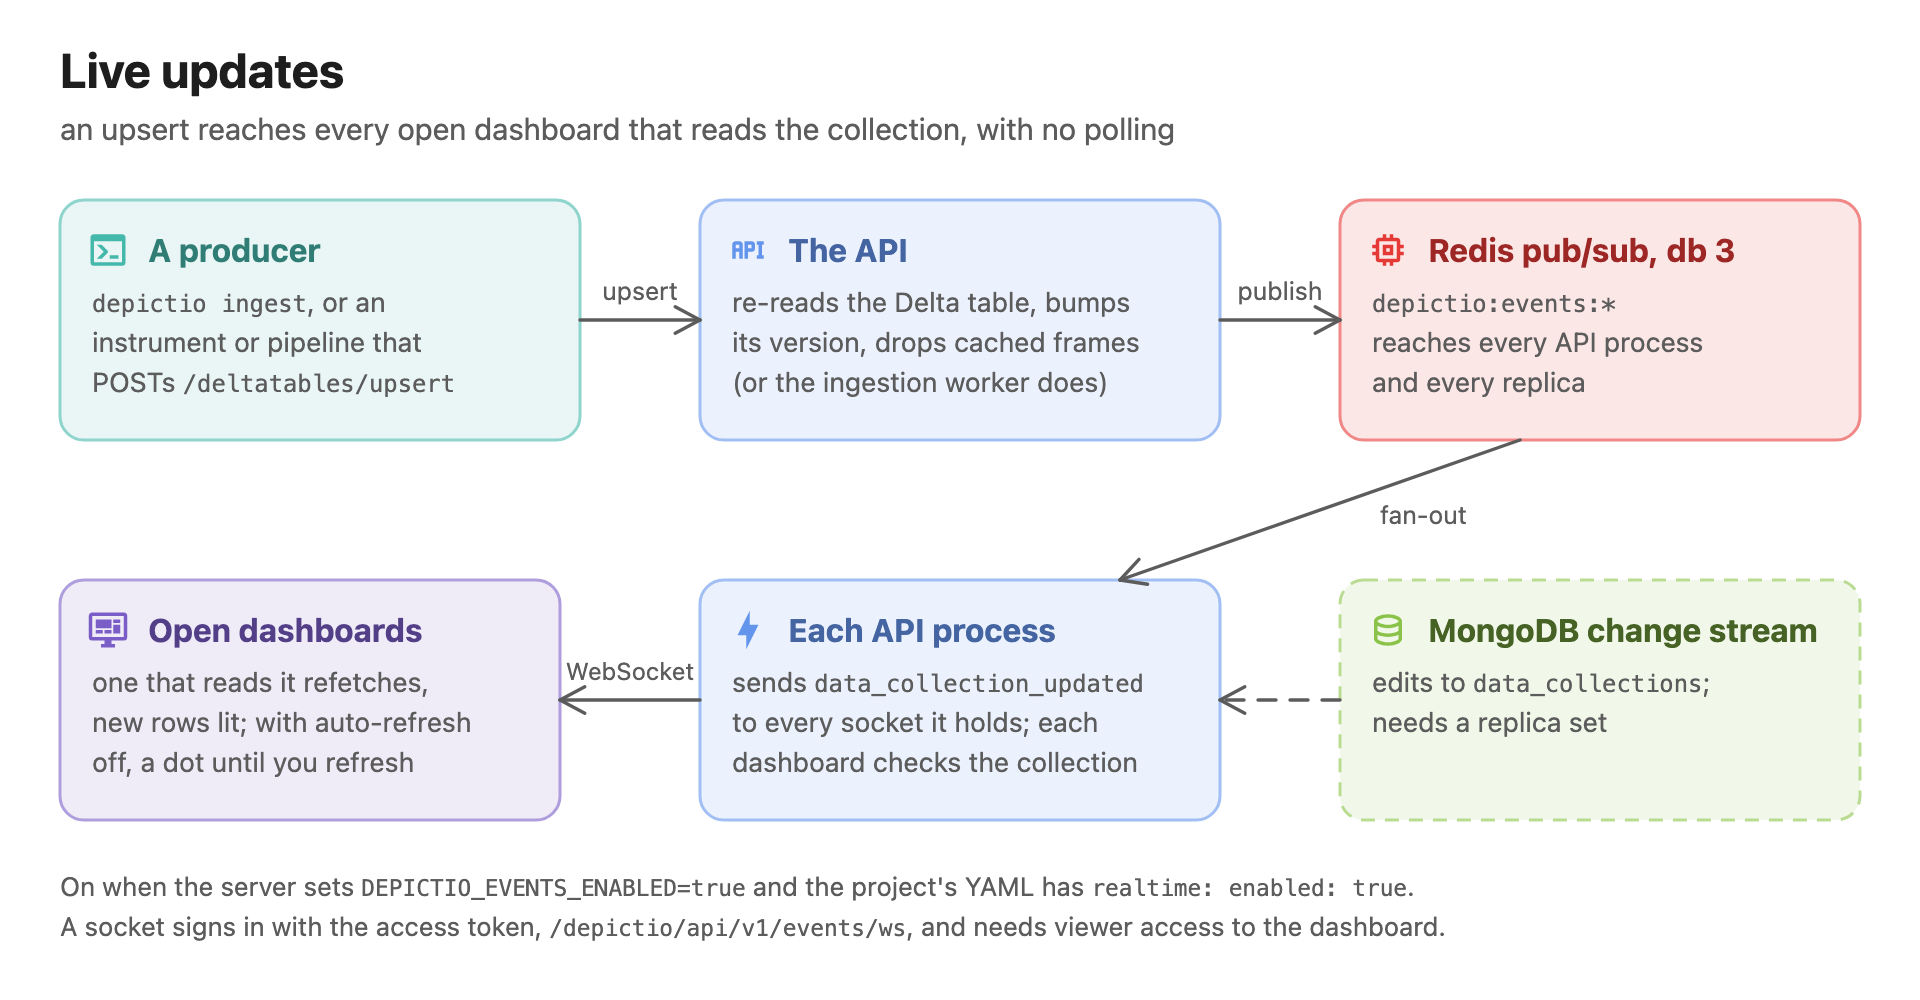 Live updates
an upsert reaches every open dashboard that reads the collection, with no polling
A producer
depictio ingest, or an
instrument or pipeline that
POSTs /deltatables/upsert
upsert
API
The API
re-reads the Delta table, bumps
its version, drops cached frames
(or the ingestion worker does)
publish
Redis pub/sub, db 3
depictio:events:*
reaches every API process
and every replica
fan-out
Open dashboards
one that reads it refetches,
new rows lit; with auto-refresh
off, a dot until you refresh
WebSocket
Each API process
sends data_collection_updated
to every socket it holds; each
dashboard checks the collection
MongoDB change stream
edits to data_collections;
needs a replica set
On when the server sets DEPICTIO_EVENTS_ENABLED=true and the project's YAML has realtime: enabled: true.
A socket signs in with the access token, /depictio/api/v1/events/ws, and needs viewer access to the dashboard.